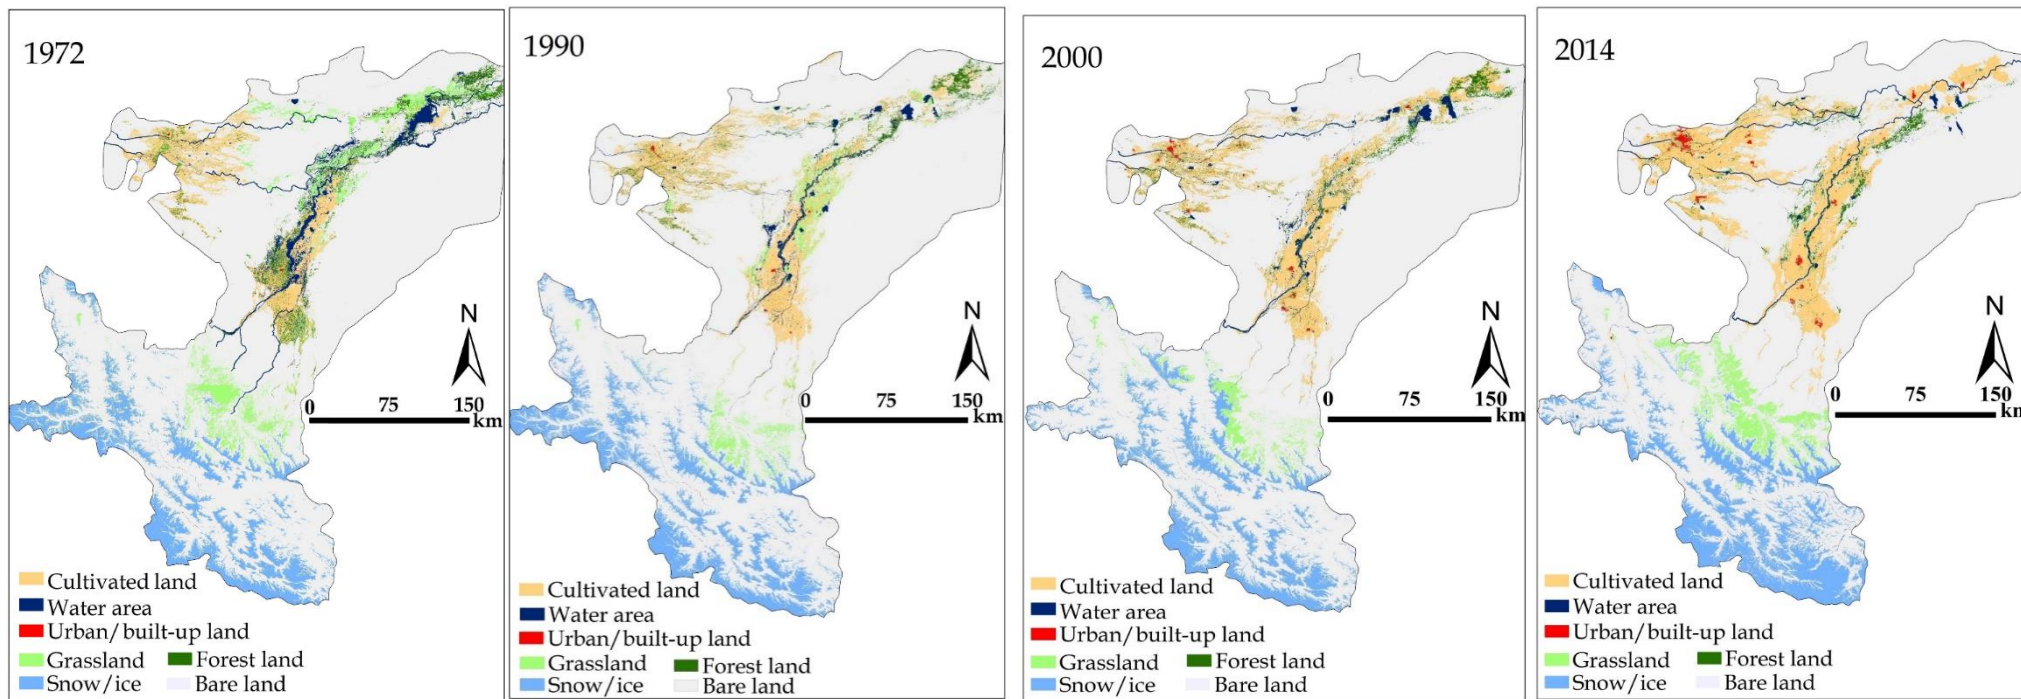 1972
N
0 75 150
km
Cultivated land
Water area
Urban/built-up land
Grassland Forest land
Snow/ice Bare land
1990
N
0 75 150
km
Cultivated land
Water area
Urban/built-up land
Grassland Forest land
Snow/ice Bare land
2000
N
0 75 150
km
Cultivated land
Water area
Urban/built-up land
Grassland Forest land
Snow/ice Bare land
2014
N
0 75 150
km
Cultivated land
Water area
Urban/built-up land
Grassland Forest land
Snow/ice Bare land